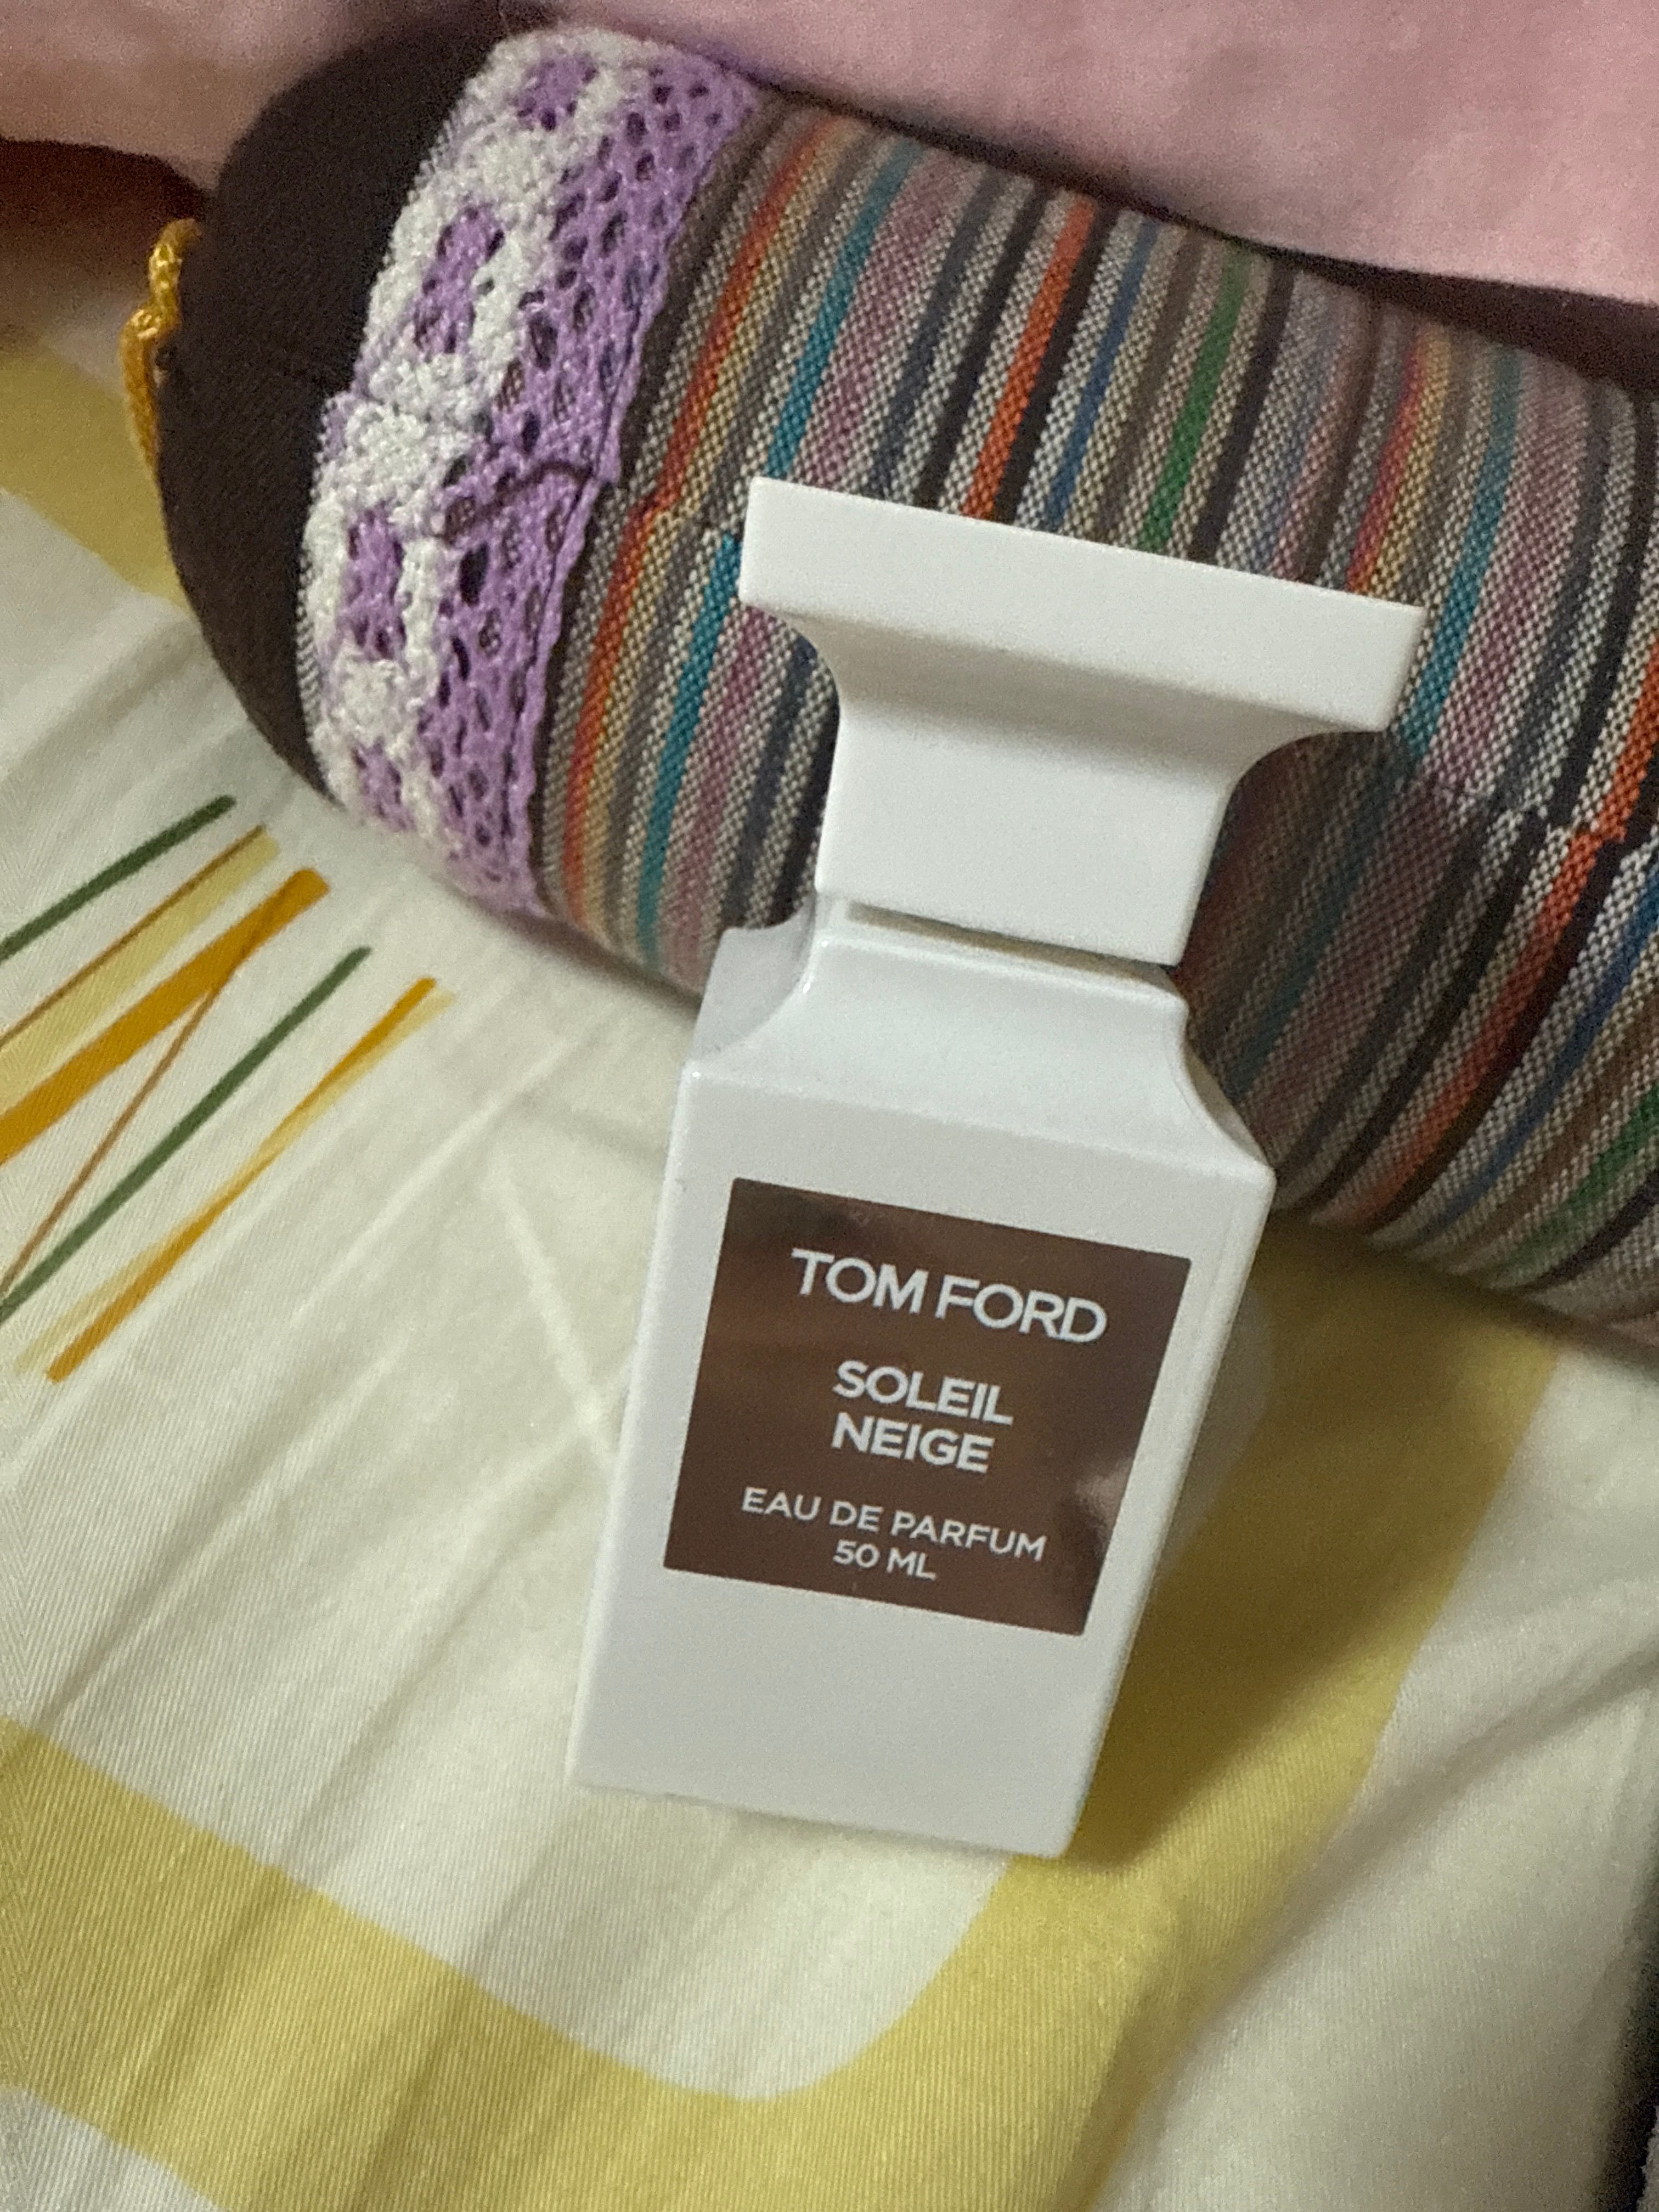 TOM FORD
SOLEIL
NEIGE
EAU DE PARFUM
50 ML